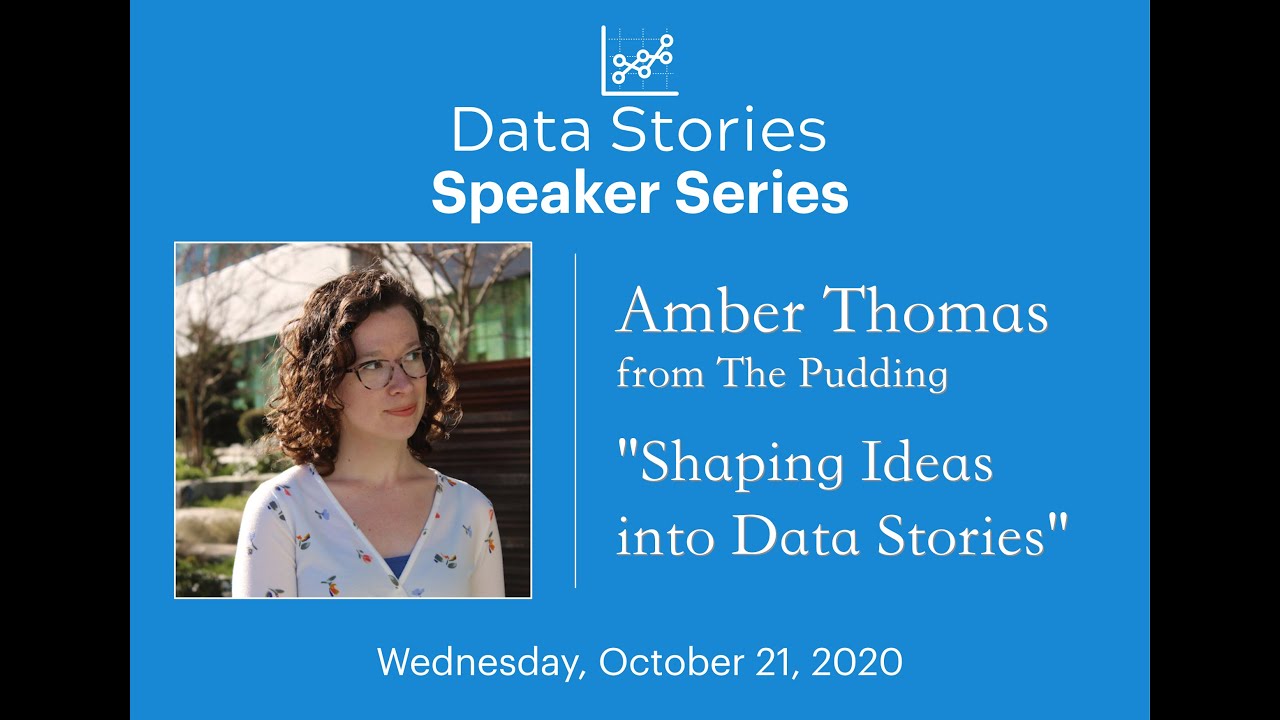 Data Stories
Speaker Series
Amber Thomas
from The Pudding
"Shaping Ideas
into Data Stories"
Wednesday, October 21, 2020